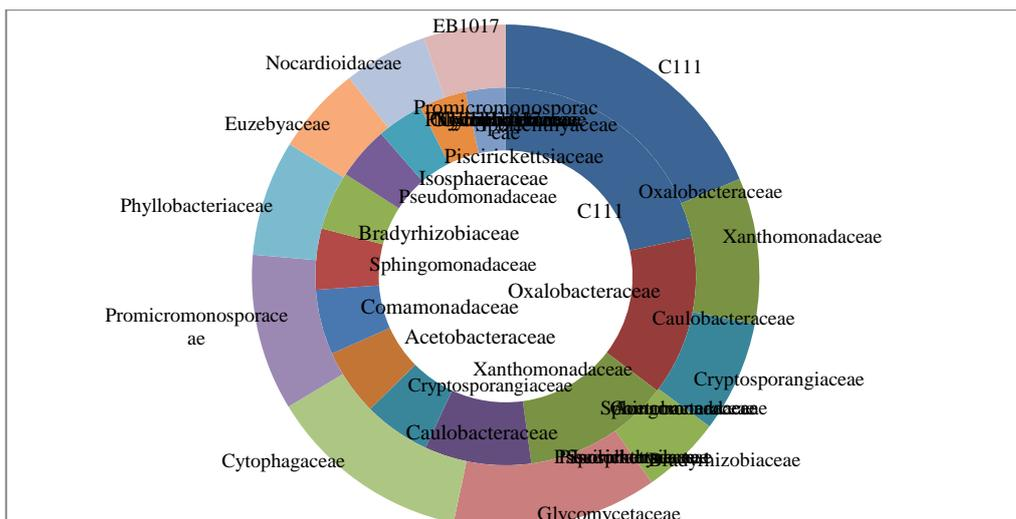 EB1017
C111
Nocardioidaceae
Promicromonosporac
eae
Euzebyaceae
Piscirickettsiaceae
Isosphaeraceae
Pseudomonadaceae
Oxalobacteraceae
Phyllobacteriaceae
C111
Bradyrhizobiaceae
Xanthomonadaceae
Sphingomonadaceae
Oxalobacteraceae
Comamonadaceae
Promicromonosporace
ae
Caulobacteraceae
Acetobacteraceae
Xanthomonadaceae
Cryptosporangiaceae
Cryptosporangiaceae
Caulobacteraceae
Cytophagaceae
Bradyrhizobiaceae
Glycomycetaceae